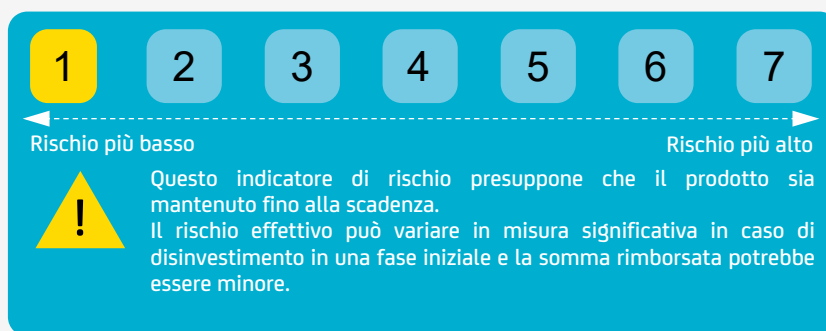 1 2 3 4 5 6 7
Rischio più basso Rischio più alto
Questo indicatore di rischio presuppone che il prodotto sia
mantenuto fino alla scadenza.
!
Il rischio effettivo può variare in misura significativa in caso di
disinvestimento in una fase iniziale e la somma rimborsata potrebbe
essere minore.